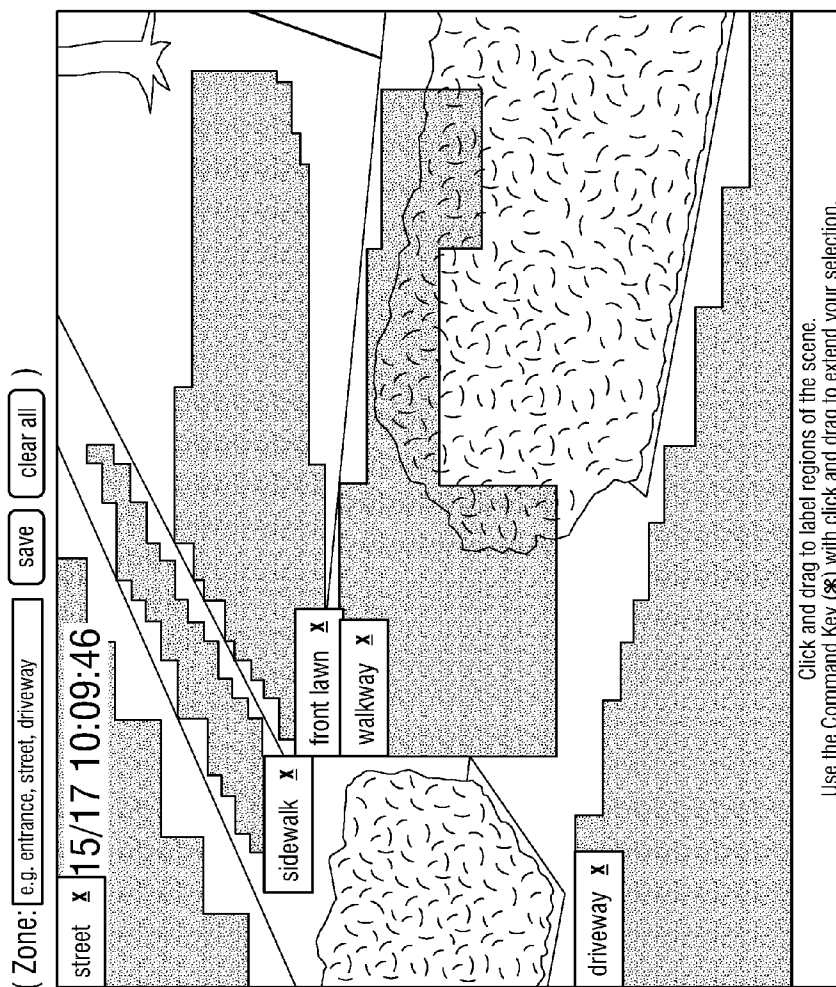 ( Zone: e.g. entrance, street, driveway save clear all )
street X 15/17 10:09:46
sidewalk X
front lawn X
walkway X
driveway X
Click and drag to label regions of the scene.
Use the Command Key (⌘) with click and drag to extend your selection.